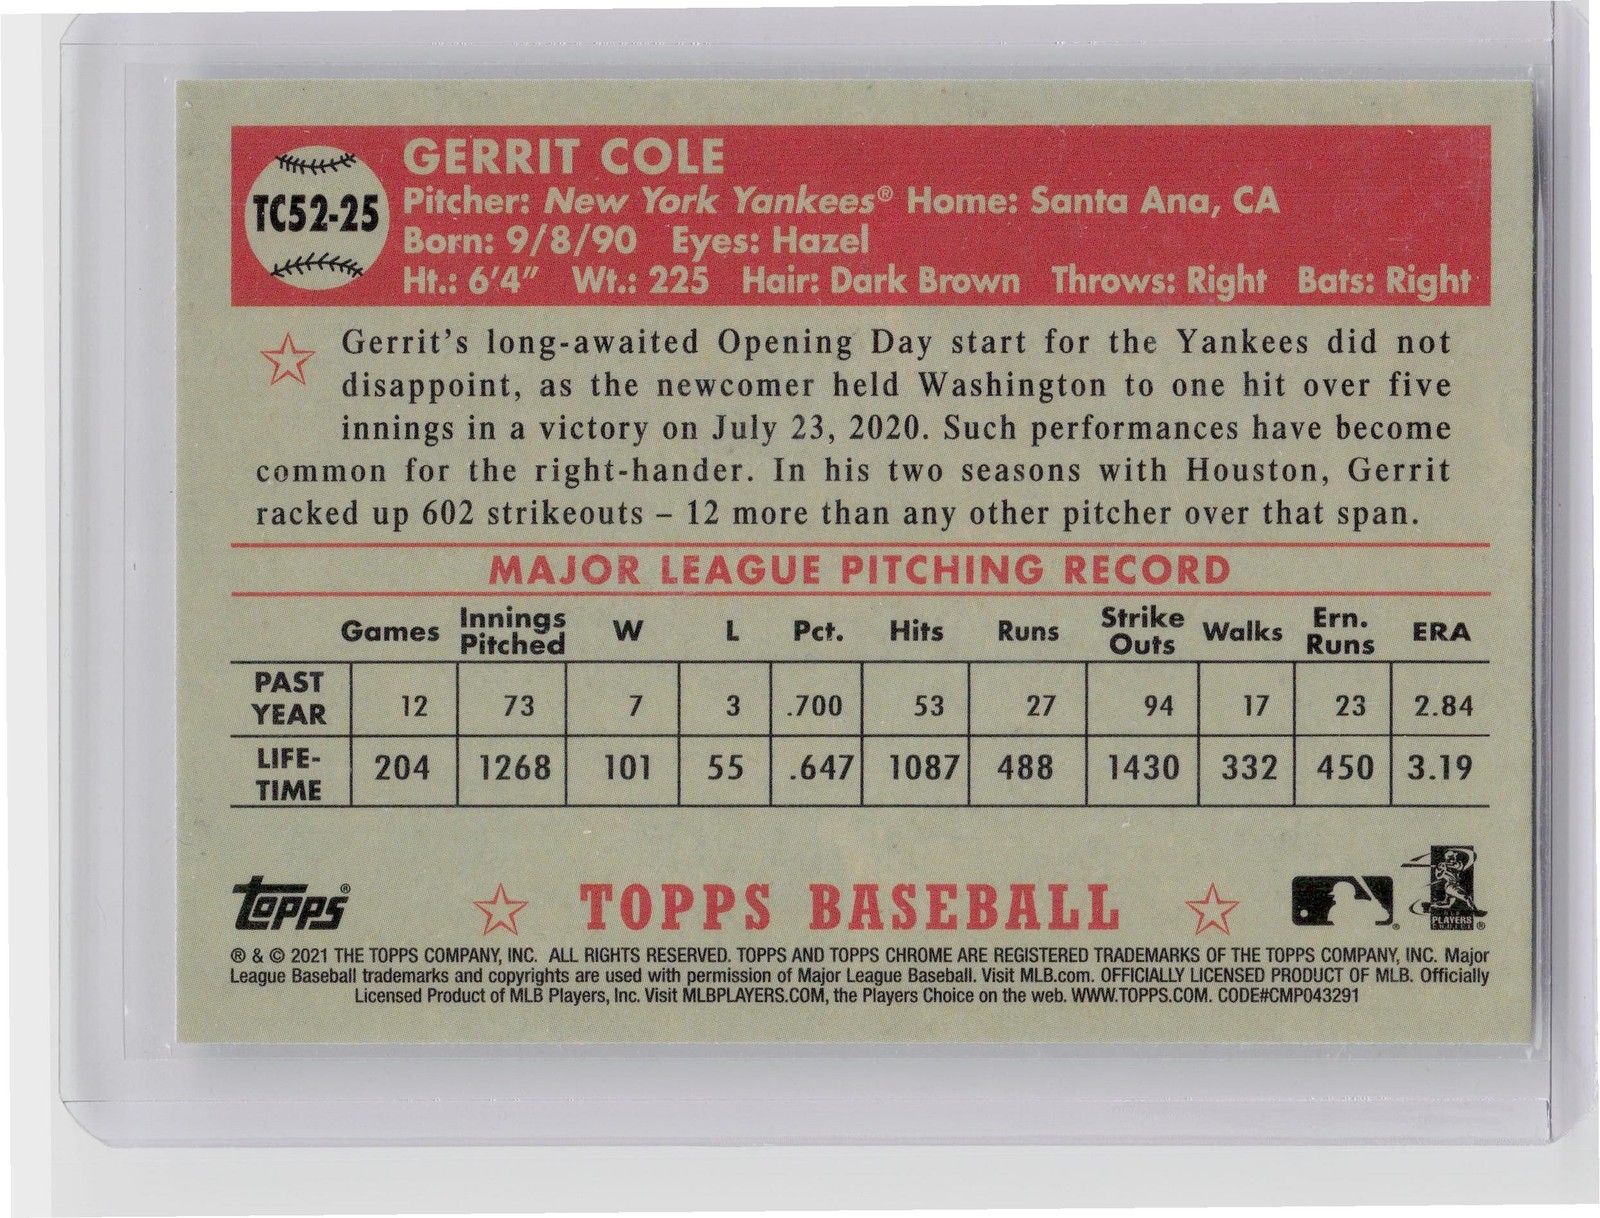 TC52-25
GERRIT COLE
Pitcher: New York Yankees® Home: Santa Ana, CA
Born: 9/8/90 Eyes: Hazel
Ht.: 6'4" Wt.: 225 Hair: Dark Brown Throws: Right Bats: Right
Gerrit's long-awaited Opening Day start for the Yankees did not
disappoint, as the newcomer held Washington to one hit over five
innings in a victory on July 23, 2020. Such performances have become
common for the right-hander. In his two seasons with Houston, Gerrit
racked up 602 strikeouts – 12 more than any other pitcher over that span.
MAJOR LEAGUE PITCHING RECORD
Games Innings Pitched W L Pct. Hits Runs Strike Outs Walks Ern. Runs ERA
PAST YEAR 12 73 7 3 .700 53 27 94 17 23 2.84
LIFE-TIME 204 1268 101 55 .647 1087 488 1430 332 450 3.19
Topps® TOPPS BASEBALL
PLAYERS CHOICE
® & © 2021 THE TOPPS COMPANY, INC. ALL RIGHTS RESERVED. TOPPS AND TOPPS CHROME ARE REGISTERED TRADEMARKS OF THE TOPPS COMPANY, INC. Major
League Baseball trademarks and copyrights are used with permission of Major League Baseball. Visit MLB.com. OFFICIALLY LICENSED PRODUCT OF MLB. Officially
Licensed Product of MLB Players, Inc. Visit MLBPLAYERS.COM, the Players Choice on the web. WWW.TOPPS.COM. CODE#CMP043291